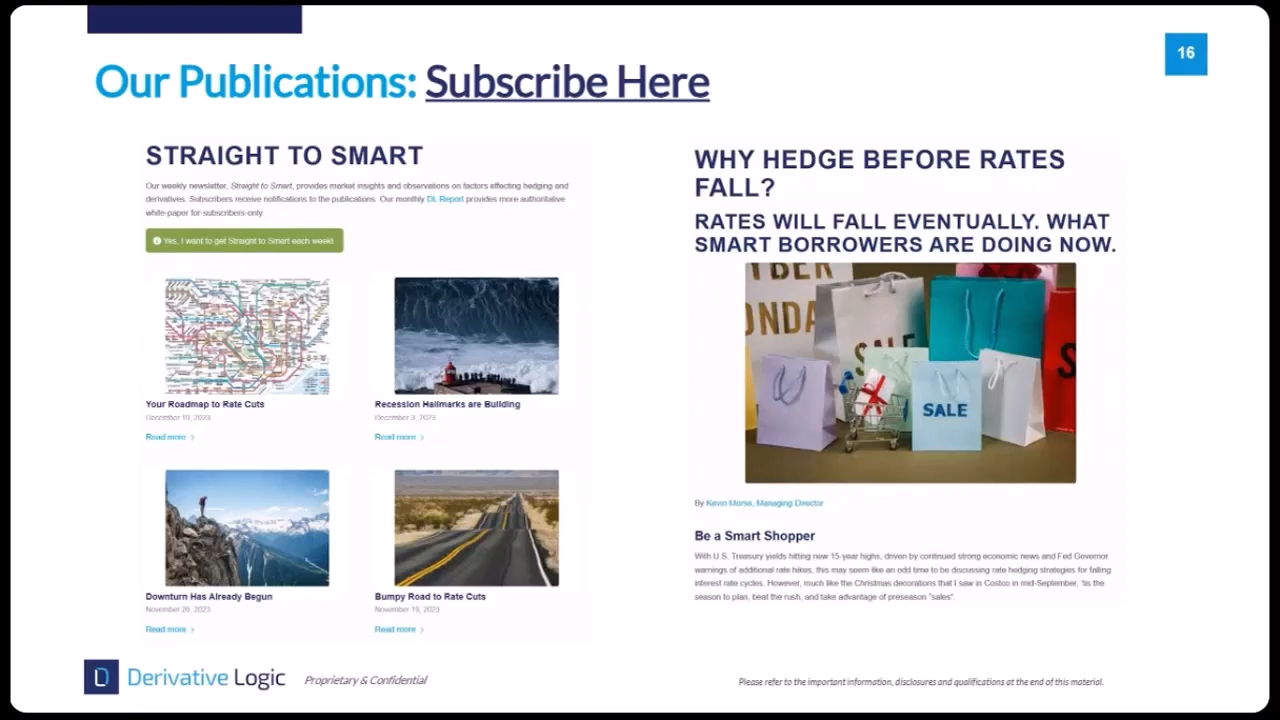 16
Our Publications: Subscribe Here
STRAIGHT TO SMART
Our weekly newsletter, Straight to Smart, provides market insights and observations on factors effecting hedging and
derivatives. Subscribers receive notifications to the publications. Our monthly DL Report provides more authoritative
white-paper for-subscribers-only
Yes, I want to get Straight to Smart each week!
Your Roadmap to Rate Cuts
December 10, 2023
Read more
Recession Hallmarks are Building
December 3, 2023
Read more
Downturn Has Already Begun
November 26, 2023
Read more
Bumpy Road to Rate Cuts
November 19, 2023
Read more
WHY HEDGE BEFORE RATES
FALL?
RATES WILL FALL EVENTUALLY. WHAT
SMART BORROWERS ARE DOING NOW.
YBER
ONDA
SALE
S
SALE
By Kevin Morse, Managing Director
Be a Smart Shopper
With U.S. Treasury yields hitting new 15-year highs, driven by continued strong economic news and Fed Governor
warnings of additional rate hikes, this may seem like an odd time to be discussing rate hedging strategies for falling
interest rate cycles. However, much like the Christmas decorations that I saw in Costco in mid-September, 'tis the
season to plan, beat the rush, and take advantage of preseason "sales".
Derivative Logic
Proprietary & Confidential
Please refer to the important information, disclosures and qualifications at the end of this material.